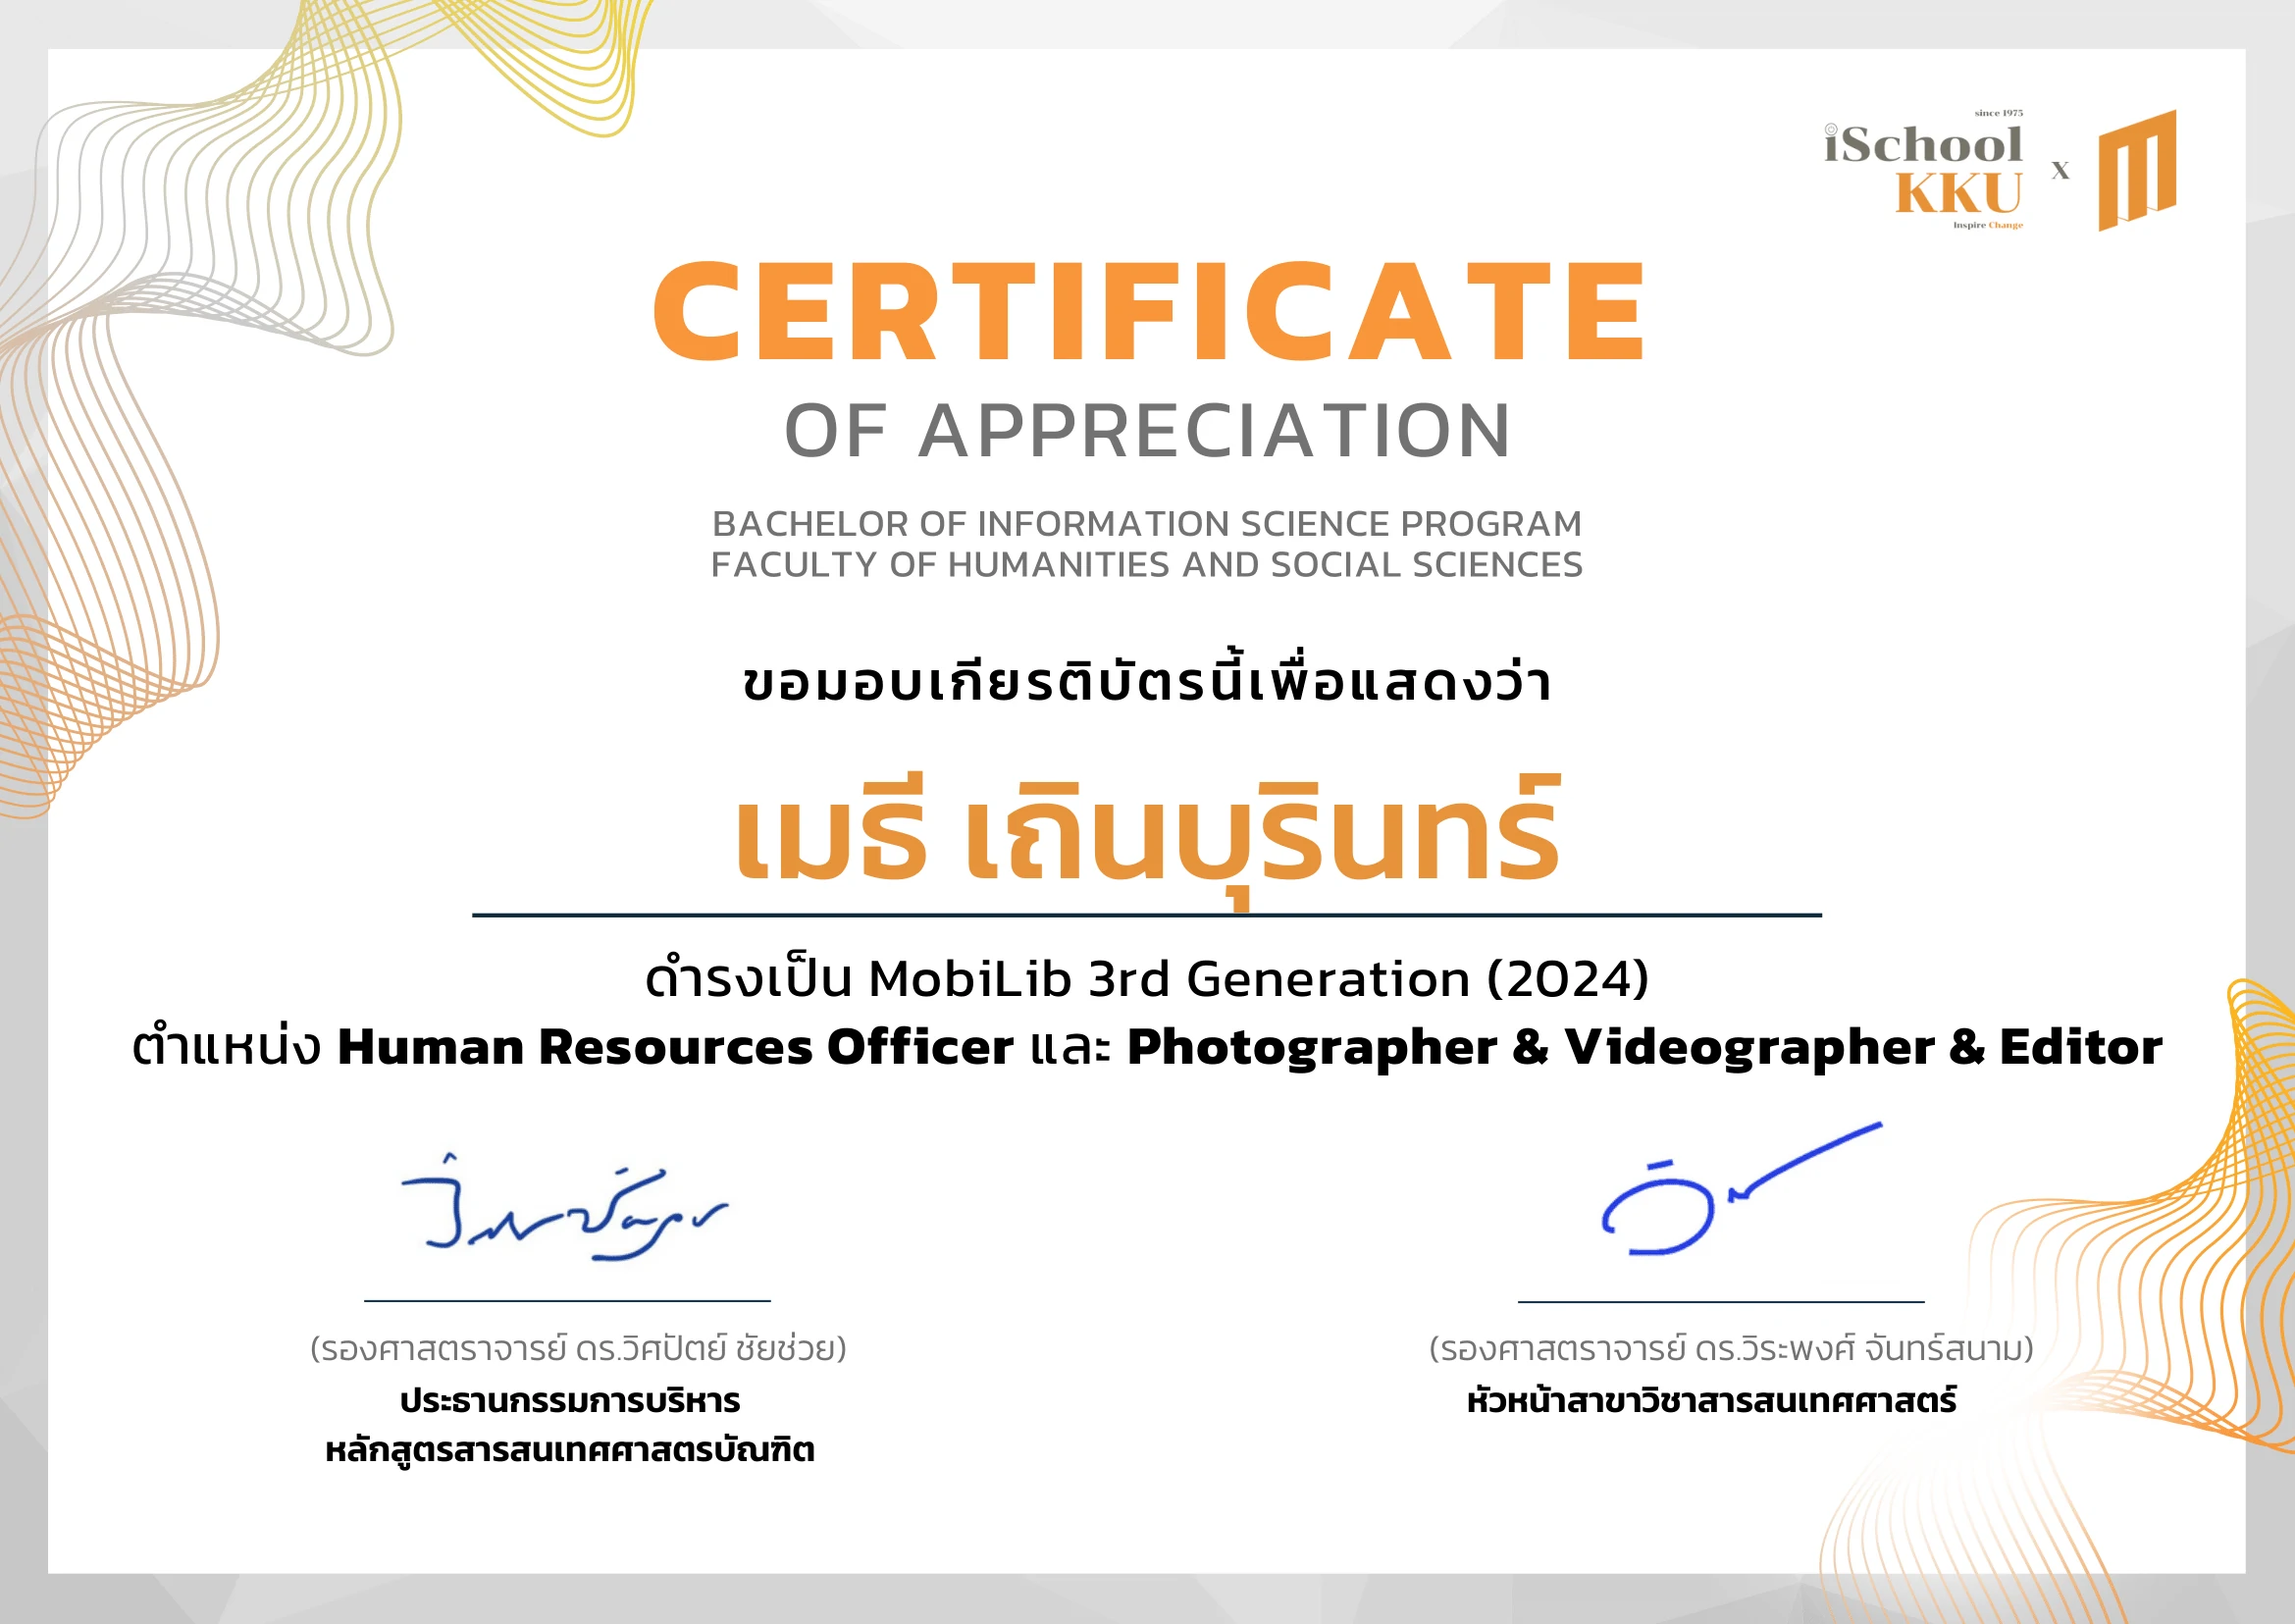 since 1975
iSchool
KKU
Inspire Change
X
CERTIFICATE
OF APPRECIATION
BACHELOR OF INFORMATION SCIENCE PROGRAM
FACULTY OF HUMANITIES AND SOCIAL SCIENCES
ขอมอบเกียรติบัตรนี้เพื่อแสดงว่า
เมธี เถินบุรินทร์
ดำรงเป็น MobiLib 3rd Generation (2024)
ตำแหน่ง Human Resources Officer และ Photographer & Videographer & Editor
(รองศาสตราจารย์ ดร.วิศปัตย์ ชัยช่วย)
ประธานกรรมการบริหาร
หลักสูตรสารสนเทศศาสตรบัณฑิต
(รองศาสตราจารย์ ดร.วิระพงศ์ จันทร์สนาม)
หัวหน้าสาขาวิชาสารสนเทศศาสตร์